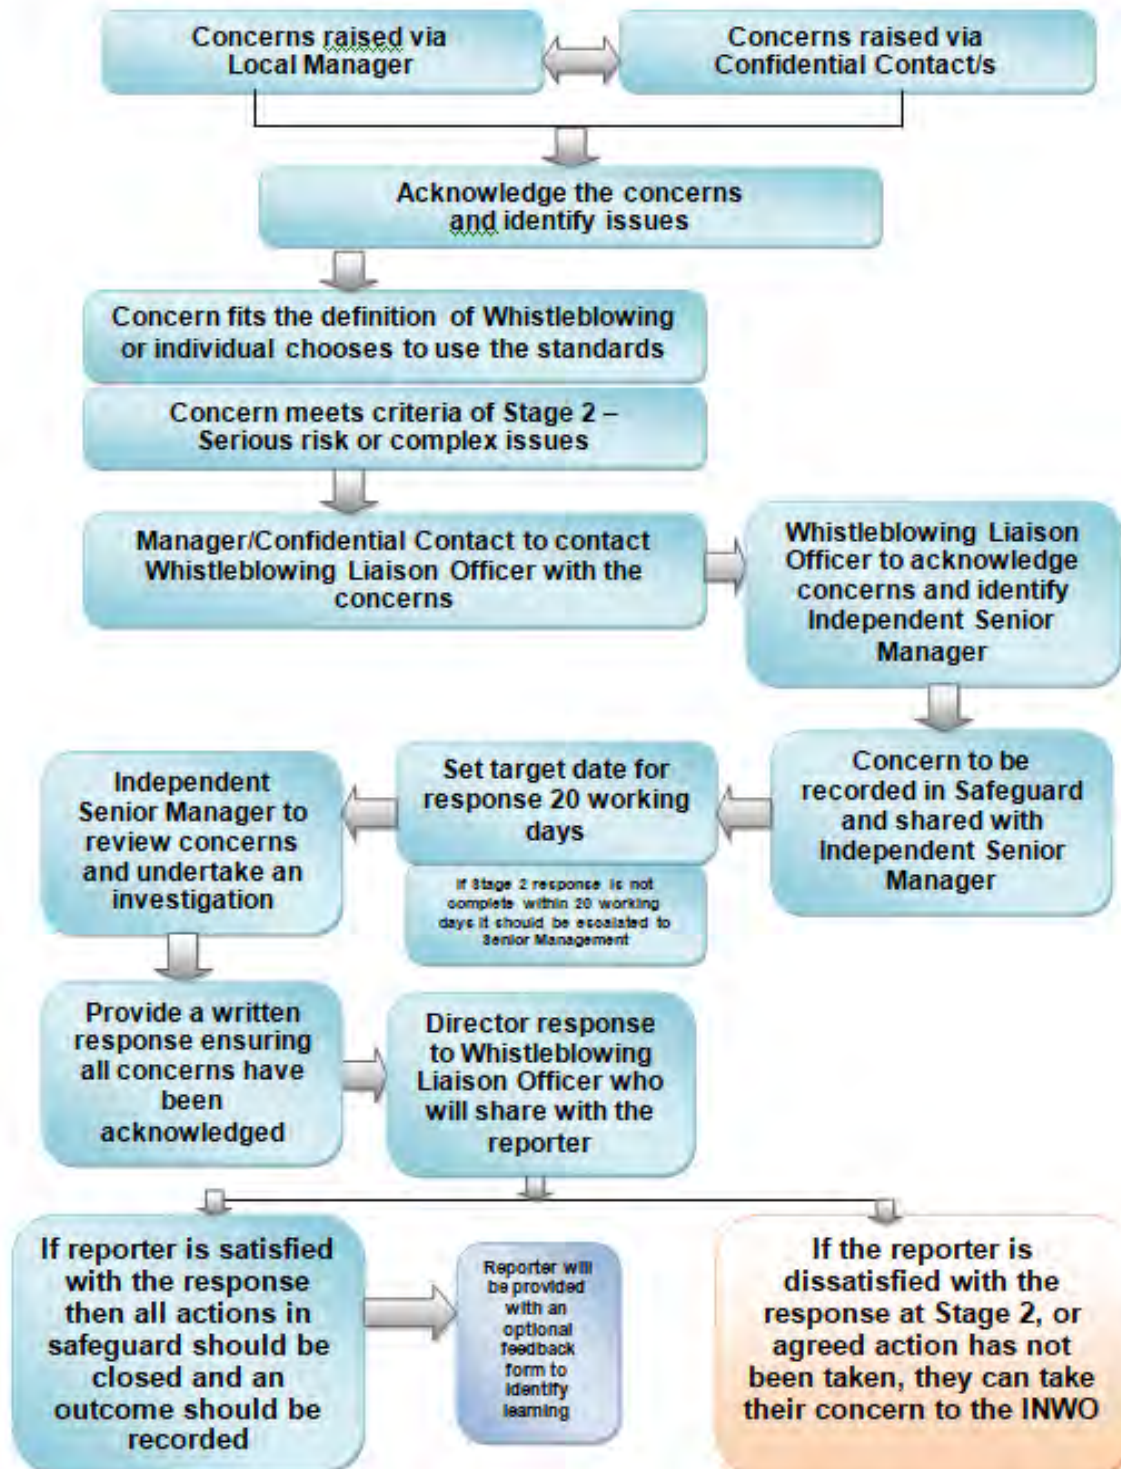 Concerns raised via
Local Manager
Concerns raised via
Confidential Contact/s
Acknowledge the concerns
and identify issues
Concern fits the definition of Whistleblowing
or individual chooses to use the standards
Concern meets criteria of Stage 2 –
Serious risk or complex issues
Manager/Confidential Contact to contact
Whistleblowing Liaison Officer with the
concerns
Whistleblowing Liaison
Officer to acknowledge
concerns and identify
Independent Senior
Manager
Concern to be
recorded in Safeguard
and shared with
Independent Senior
Manager
Set target date for
response 20 working
days
If Stage 2 response is not
complete within 20 working
days it should be escalated to
Senior Management
Independent
Senior Manager to
review concerns
and undertake an
investigation
Provide a written
response ensuring
all concerns have
been
acknowledged
Director response
to Whistleblowing
Liaison Officer who
will share with the
reporter
If reporter is satisfied
with the response
then all actions in
safeguard should be
closed and an
outcome should be
recorded
Reporter will
be provided
with an
optional
feedback
form to
identify
learning
If the reporter is
dissatisfied with the
response at Stage 2, or
agreed action has not
been taken, they can take
their concern to the INWO